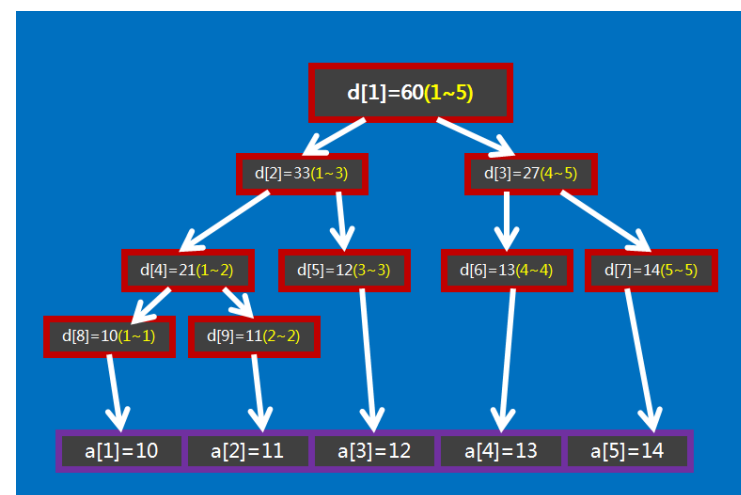 d[1]=60(1~5)
d[2]=33(1~3)
d[3]=27(4~5)
d[4]=21(1~2)
d[5]=12(3~3)
d[6]=13(4~4)
d[7]=14(5~5)
d[8]=10(1~1)
d[9]=11(2~2)
a[1]=10
a[2]=11
a[3]=12
a[4]=13
a[5]=14